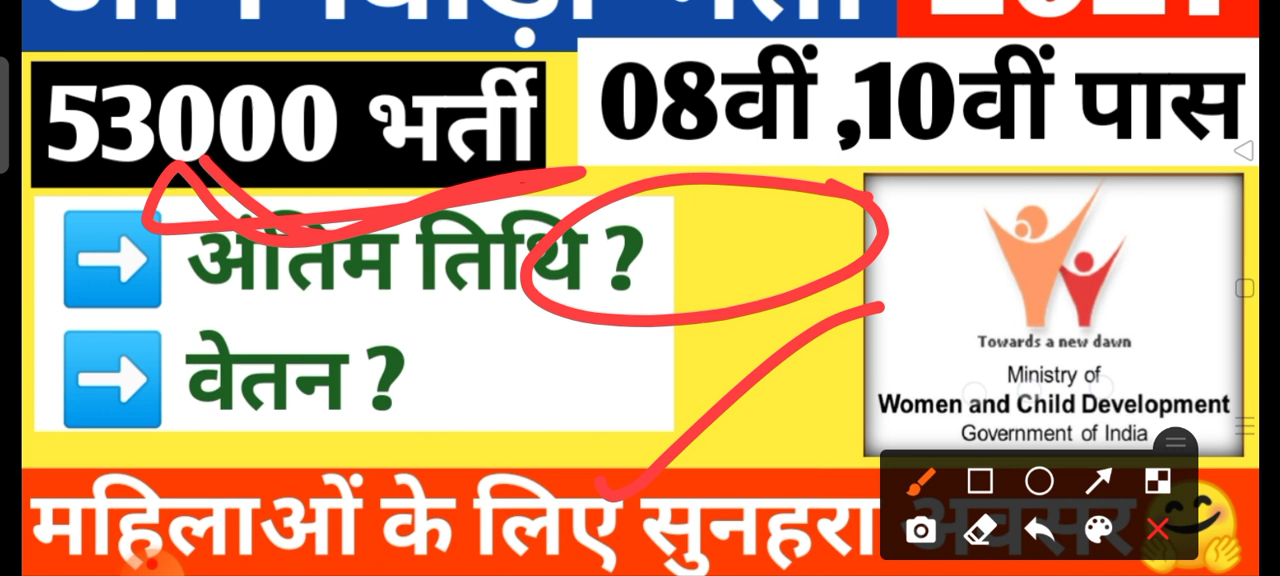 53000 भर्ती
08वीं ,10वीं पास
अंतिम तिथि ?
वेतन ?
Towards a new dawn
Ministry of
Women and Child Development
Government of India
महिलाओं के लिए सुनहरा अवसर